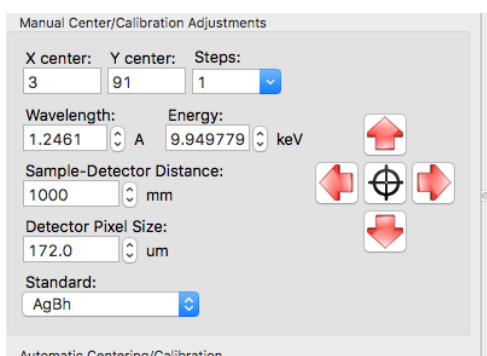 Manual Center/Calibration Adjustments
X center: Y center: Steps:
3 91 1
Wavelength: Energy:
1.2461 A 9.949779 keV
Sample-Detector Distance:
1000 mm
Detector Pixel Size:
172.0 um
Standard:
AgBh
Automatic Centering/Calibration